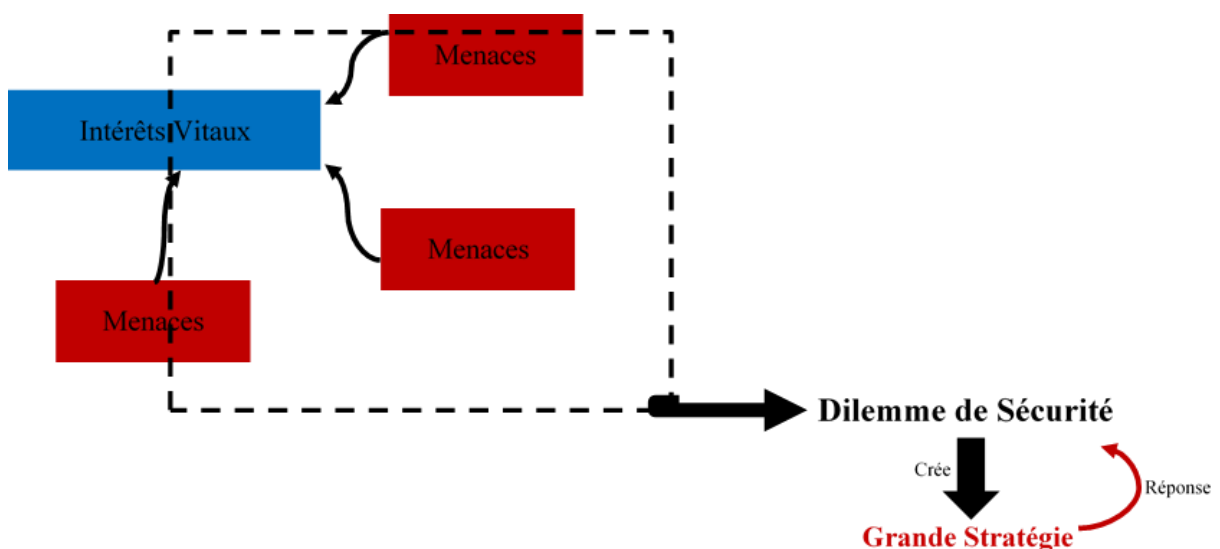 Menaces
Intérêts Vitaux
Menaces
Menaces
Dilemme de Sécurité
Crée
Réponse
Grande Stratégie